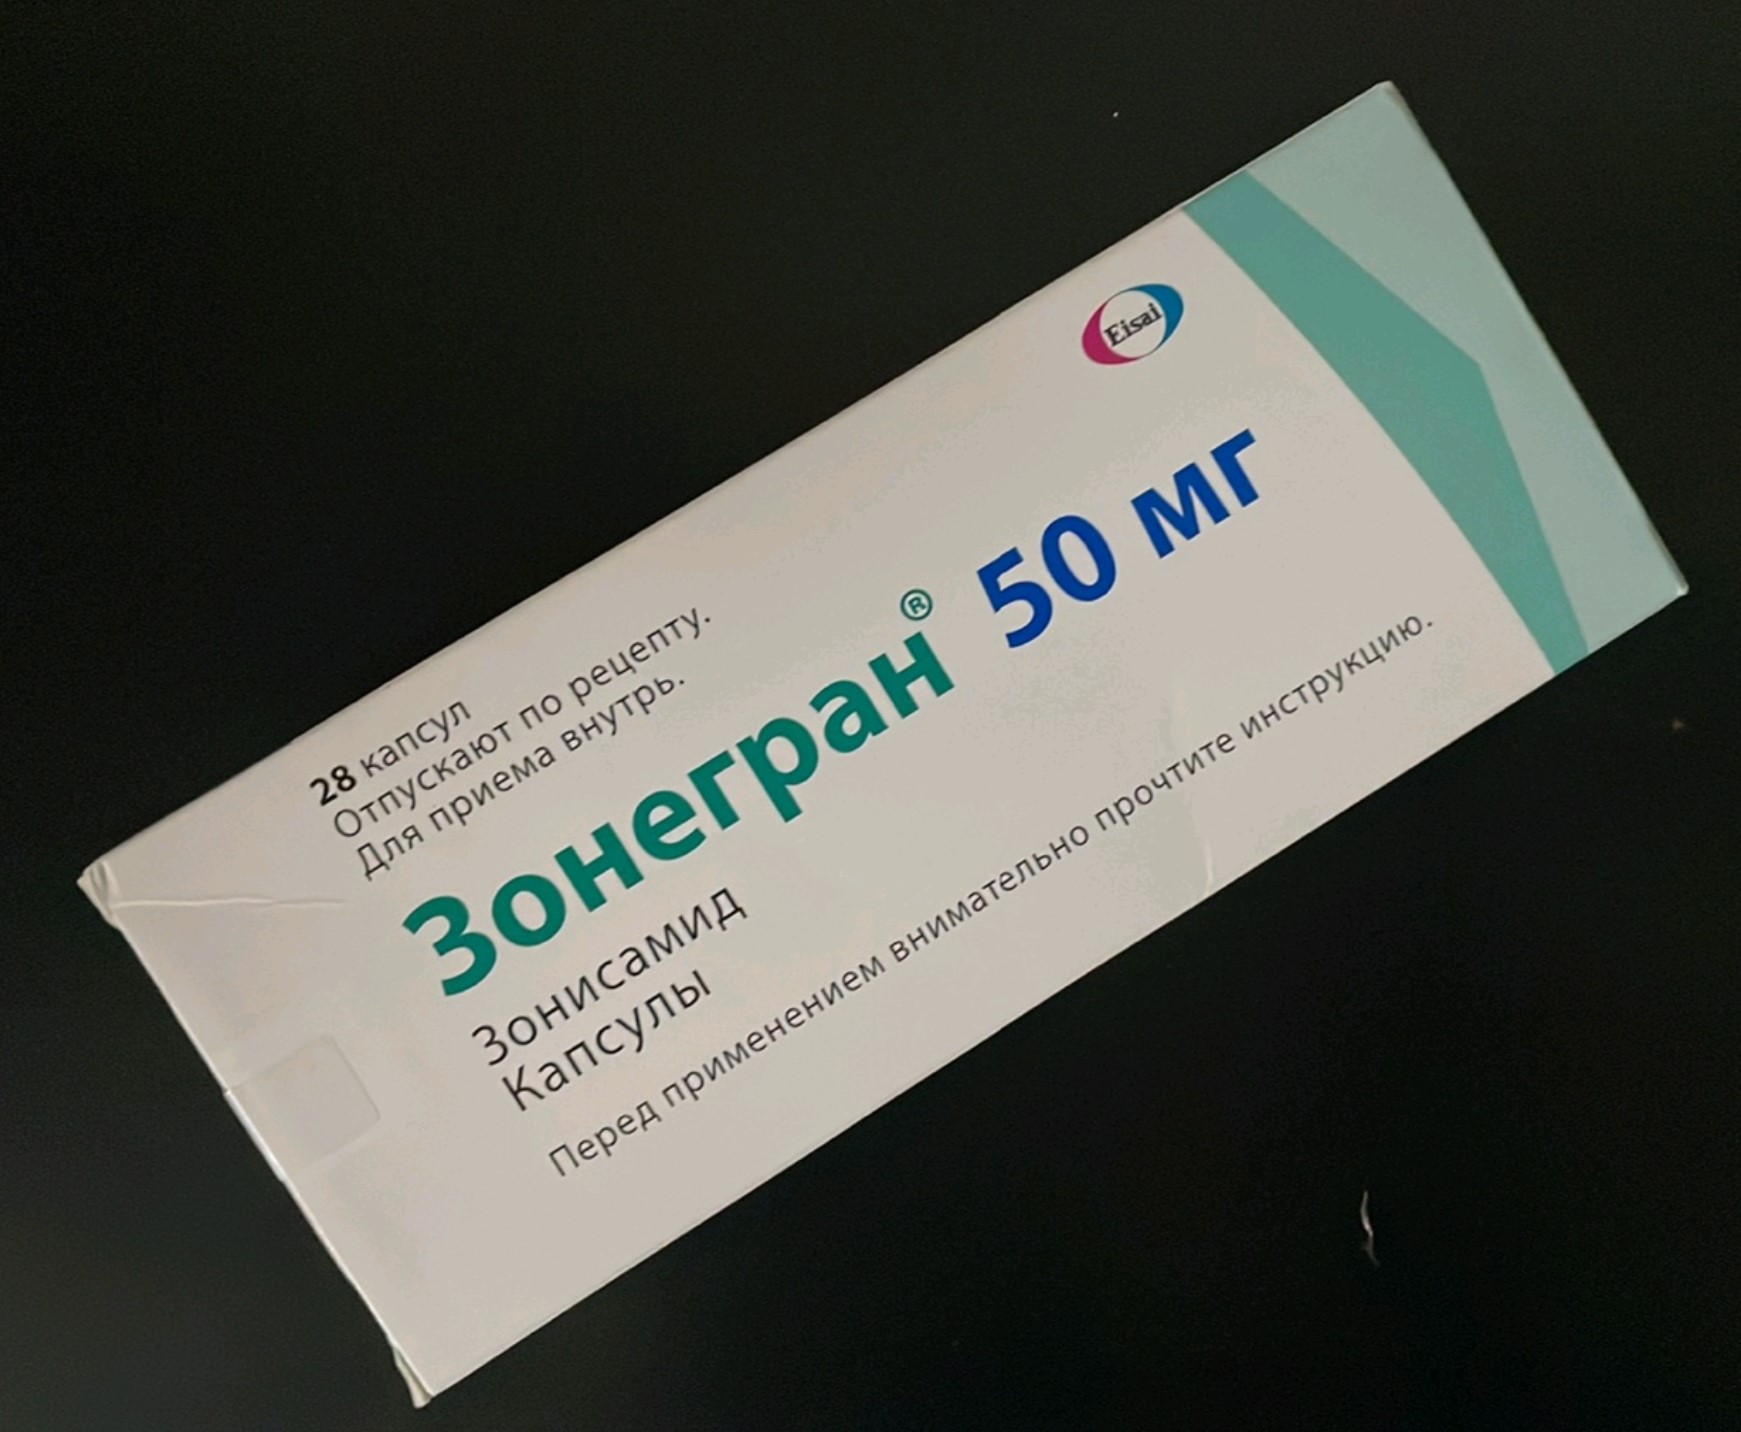 Eisai
28 капсул
Отпускают по рецепту.
Для приема внутрь.
Зонегран® 50 мг
Зонисамид
Капсулы
Перед применением внимательно прочтите инструкцию.